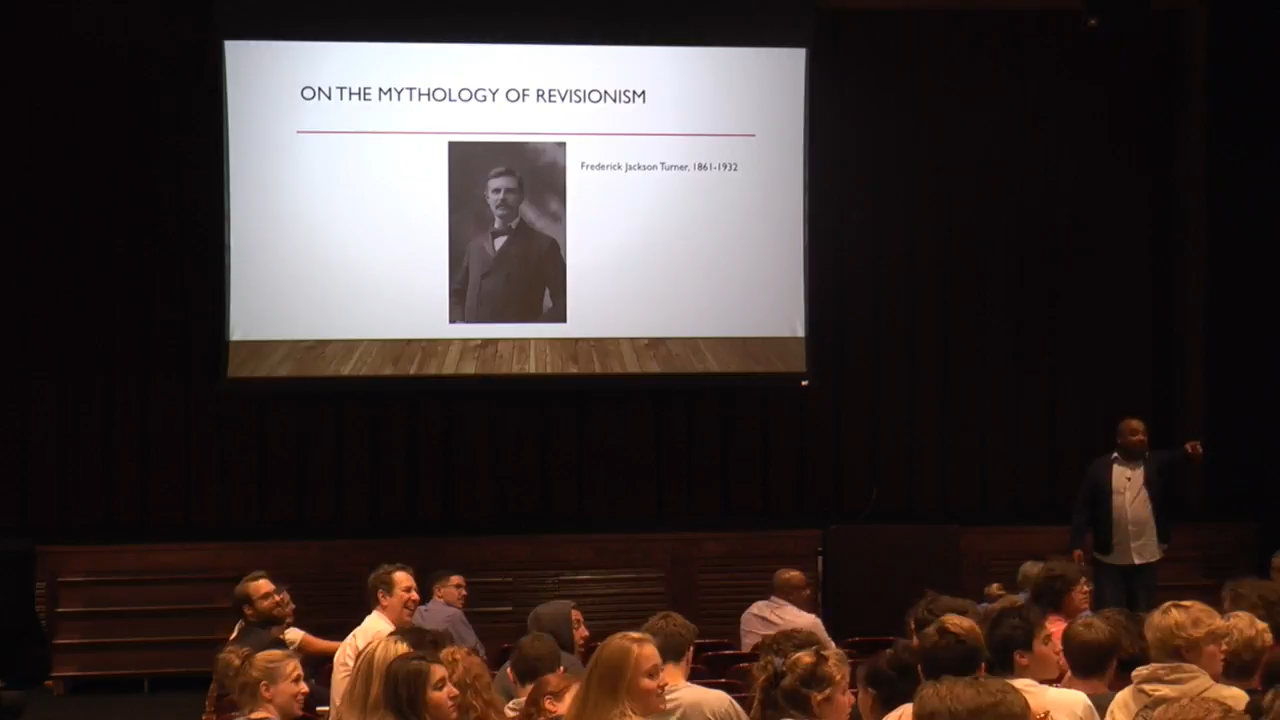 ON THE MYTHOLOGY OF REVISIONISM
Frederick Jackson Turner, 1861-1932